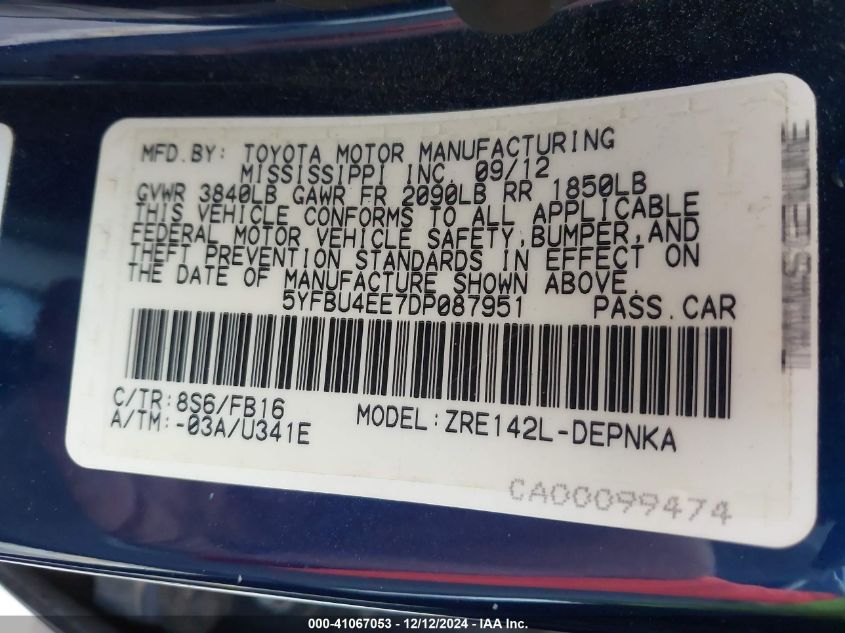 MFD.BY: TOYOTA MOTOR MANUFACTURING
MISSISSIPPI INC. 09/12
GVWR 3840LB GAWR FR 2090LB RR 1850LB
THIS VEHICLE CONFORMS TO ALL APPLICABLE
FEDERAL MOTOR VEHICLE SAFETY,BUMPER,AND
THEFT PREVENTION STANDARDS IN EFFECT ON
THE DATE OF MANUFACTURE SHOWN ABOVE.
5YFBU4EE7DP087951 PASS.CAR
C/TR:8S6/FB16
A/TM:-03A/U341E
MODEL:ZRE142L-DEPNKA
CA00099474
000-41067053 - 12/12/2024 - IAA Inc.